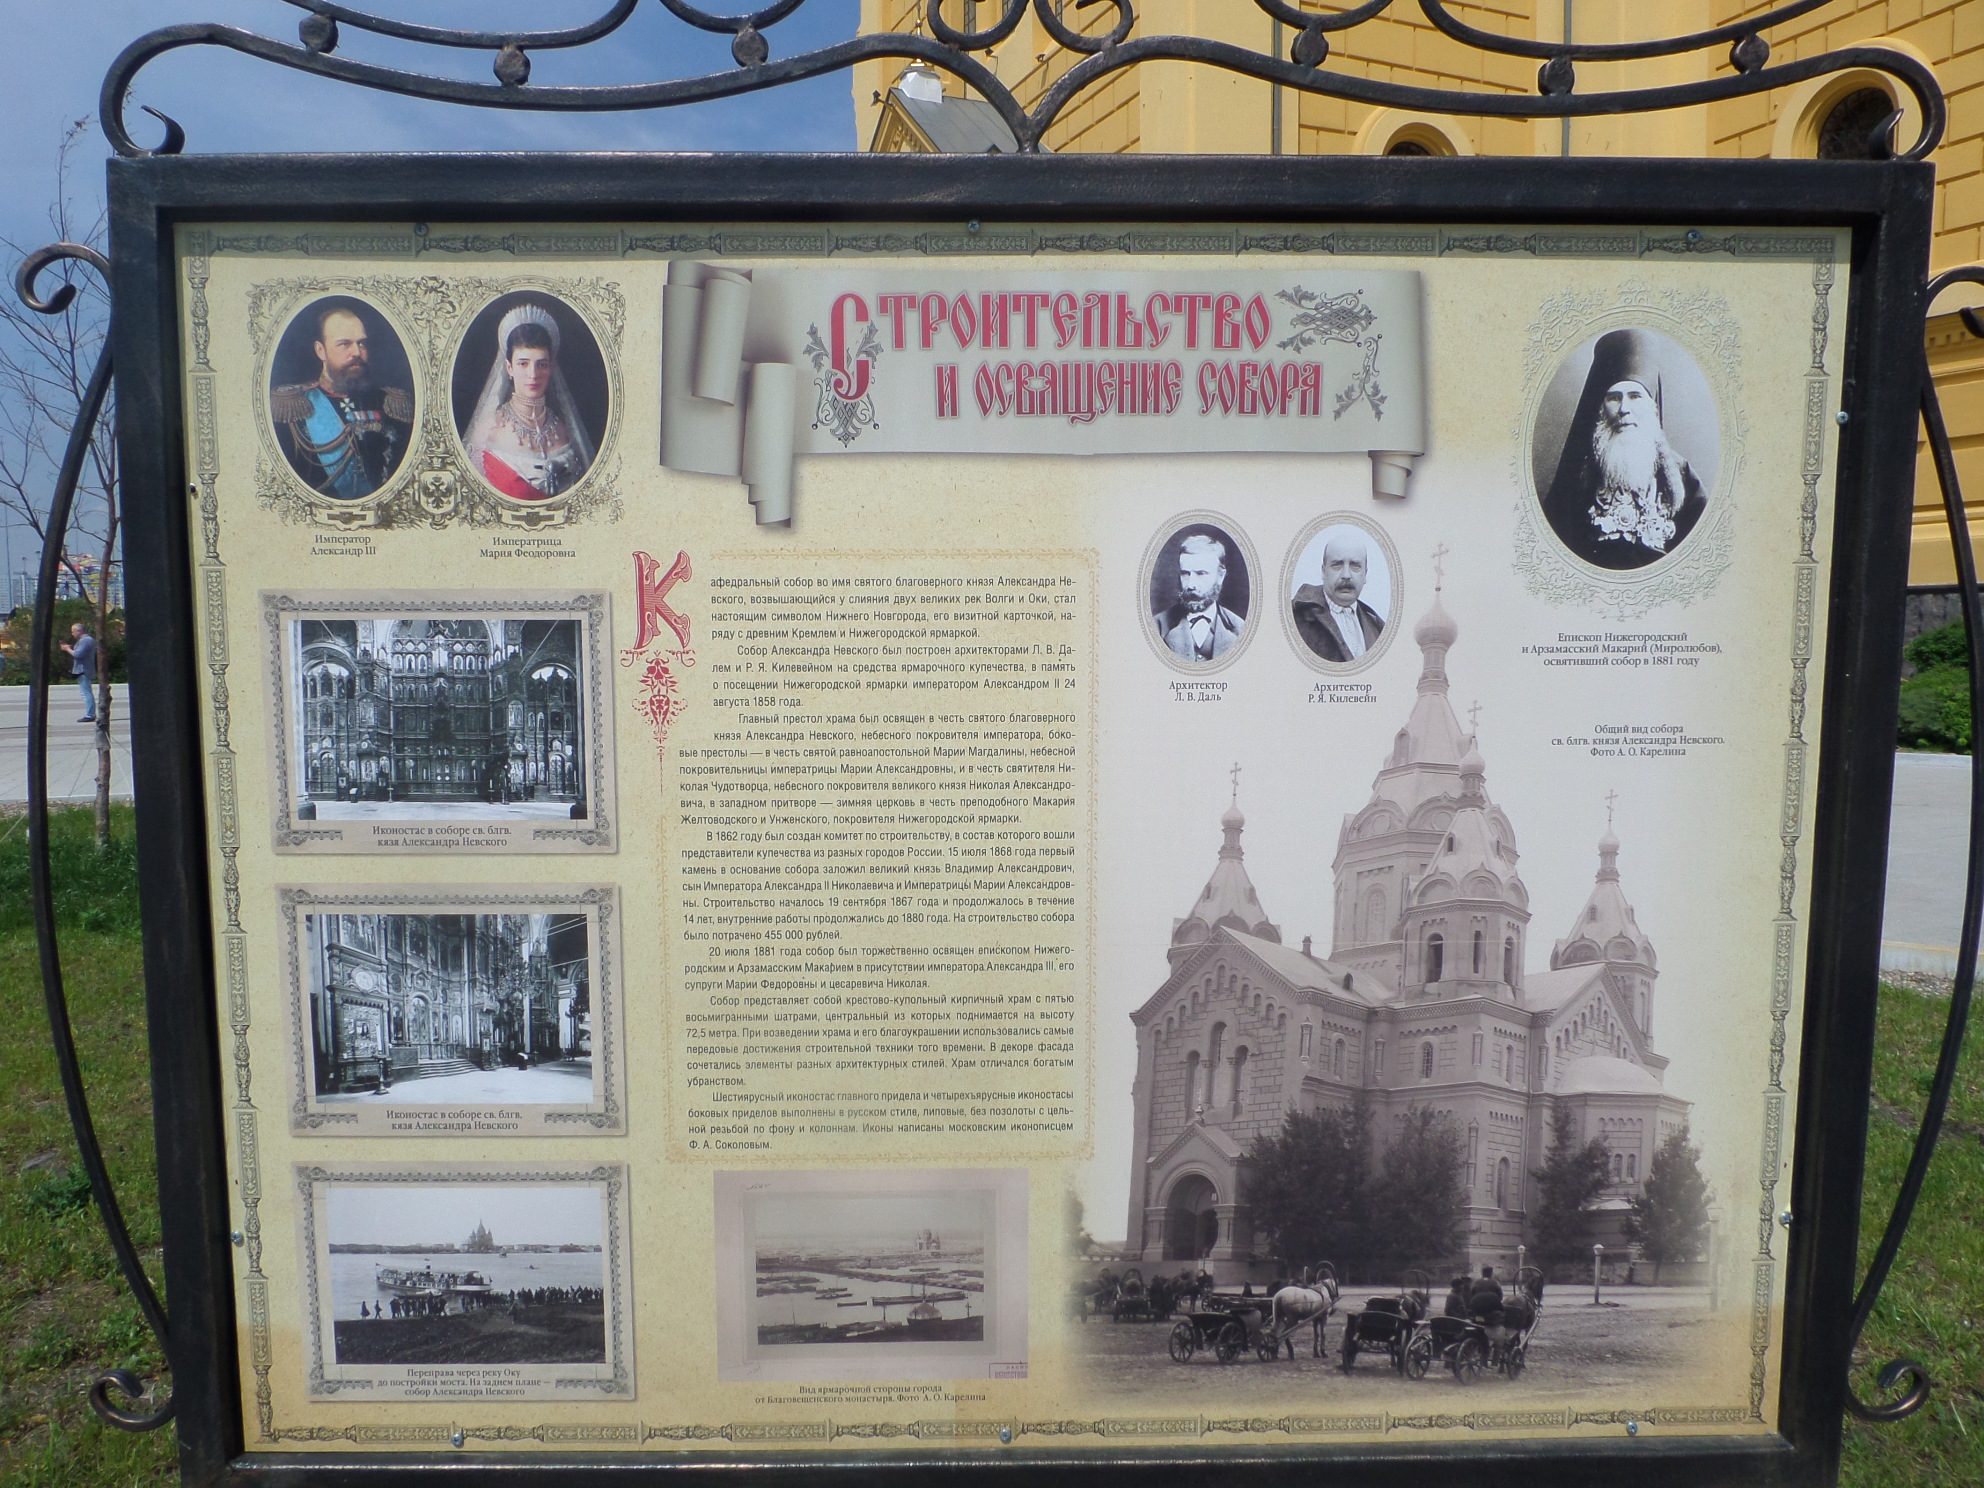 Строительство
и освящение собора
Император
Александр III
Императрица
Мария Феодоровна
Кафедральный собор во имя святого благоверного князя Александра Не-
вского, возвышающийся у слияния двух великих рек Волги и Оки, стал
настоящим символом Нижнего Новгорода, его визитной карточкой, на-
ряду с древним Кремлем и Нижегородской ярмаркой.
Собор Александра Невского был построен архитекторами Л. В. Да-
лем и Р. Я. Килевейном на средства ярмарочного купечества, в память
о посещении Нижегородской ярмарки императором Александром II 24
августа 1858 года.
Главный престол храма был освящен в честь святого благоверного
князя Александра Невского, небесного покровителя императора, боко-
вые престолы — в честь святой равноапостольной Марии Магдалины, небесной
покровительницы императрицы Марии Александровны, и в честь святителя Ни-
колая Чудотворца, небесного покровителя великого князя Николая Александро-
вича, в западном притворе — зимняя церковь в честь преподобного Макария
Желтоводского и Унженского, покровителя Нижегородской ярмарки.
В 1862 году был создан комитет по строительству, в состав которого вошли
представители купечества из разных городов России. 15 июля 1868 года первый
камень в основание собора заложил великий князь Владимир Александрович,
сын Императора Александра II Николаевича и Императрицы Марии Александров-
ны. Строительство началось 19 сентября 1867 года и продолжалось в течение
14 лет, внутренние работы продолжались до 1880 года. На строительство собора
было потрачено 455 000 рублей.
20 июля 1881 года собор был торжественно освящен епископом Нижего-
родским и Арзамасским Макарием в присутствии императора Александра III, его
супруги Марии Федоровны и цесаревича Николая.
Собор представляет собой крестово-купольный кирпичный храм с пятью
восьмигранными шатрами, центральный из которых поднимается на высоту
72,5 метра. При возведении храма и его благоукрашении использовались самые
передовые достижения строительной техники того времени. В декоре фасада
сочетались элементы разных архитектурных стилей. Храм отличался богатым
убранством.
Шестиярусный иконостас главного придела и четырехъярусные иконостасы
боковых приделов выполнены в русском стиле, липовые, без позолоты с цель-
ной резьбой по фону и колоннам. Иконы написаны московским иконописцем
Ф. А. Соколовым.
Архитектор
Л. В. Даль
Архитектор
Р. Я. Килевейн
Епископ Нижегородский
и Арзамасский Макарий (Миролюбов),
освятивший собор в 1881 году
Общий вид собора
св. блгв. князя Александра Невского.
Фото А. О. Карелина
Иконостас в соборе св. блгв.
кязя Александра Невского
Иконостас в соборе св. блгв.
кязя Александра Невского
Переправа через реку Оку
до постройки моста. На заднем плане —
собор Александра Невского
Вид ярмарочной стороны города
от Благовещенского монастыря. Фото А. О. Карелина